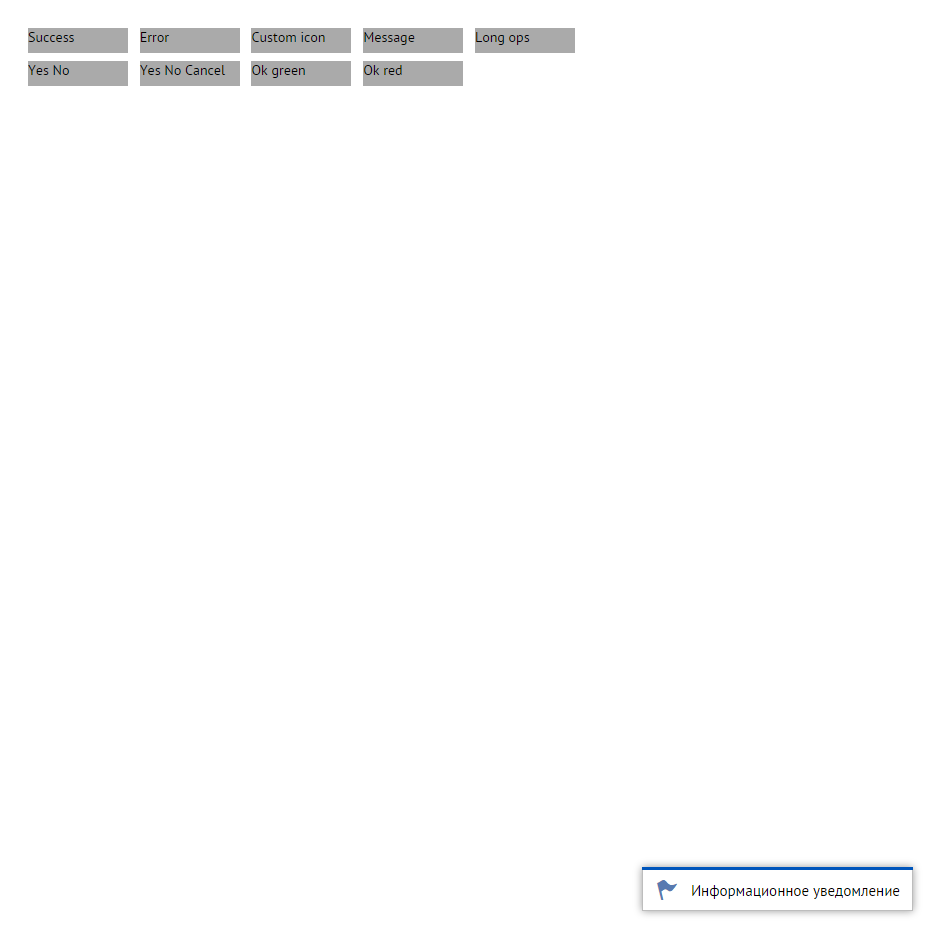 Success Error Custom icon Message Long ops
Yes No Yes No Cancel Ok green Ok red
Информационное уведомление